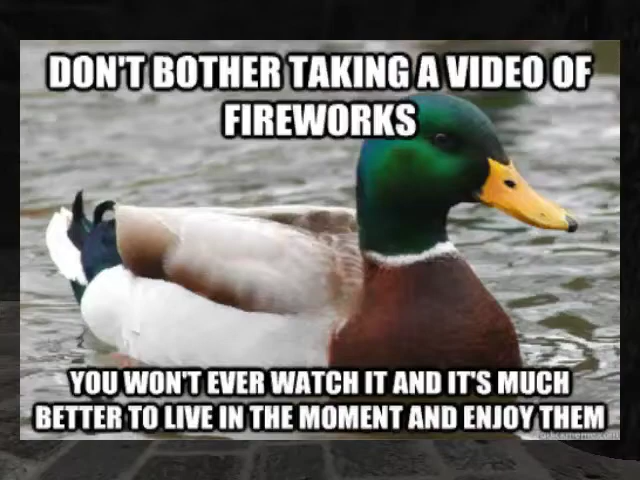 DON'T BOTHER TAKING A VIDEO OF
FIREWORKS
YOU WON'T EVER WATCH IT AND IT'S MUCH
BETTER TO LIVE IN THE MOMENT AND ENJOY THEM